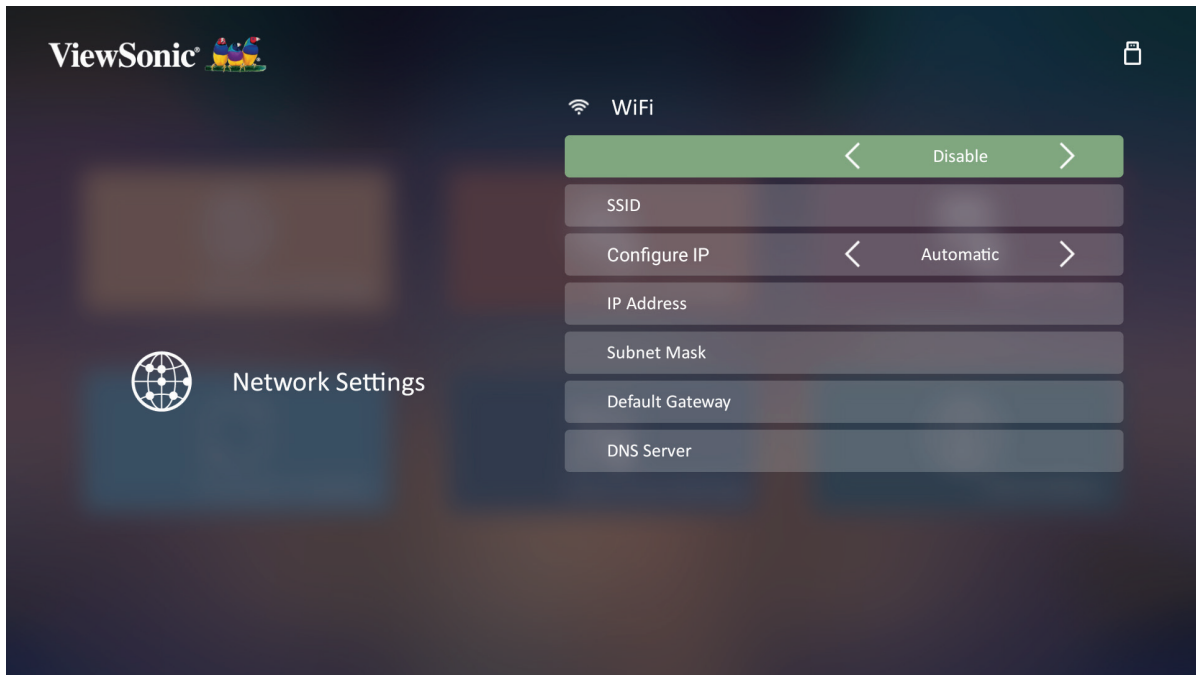 ViewSonic®
WiFi
Disable
SSID
Configure IP Automatic
IP Address
Subnet Mask
Network Settings
Default Gateway
DNS Server